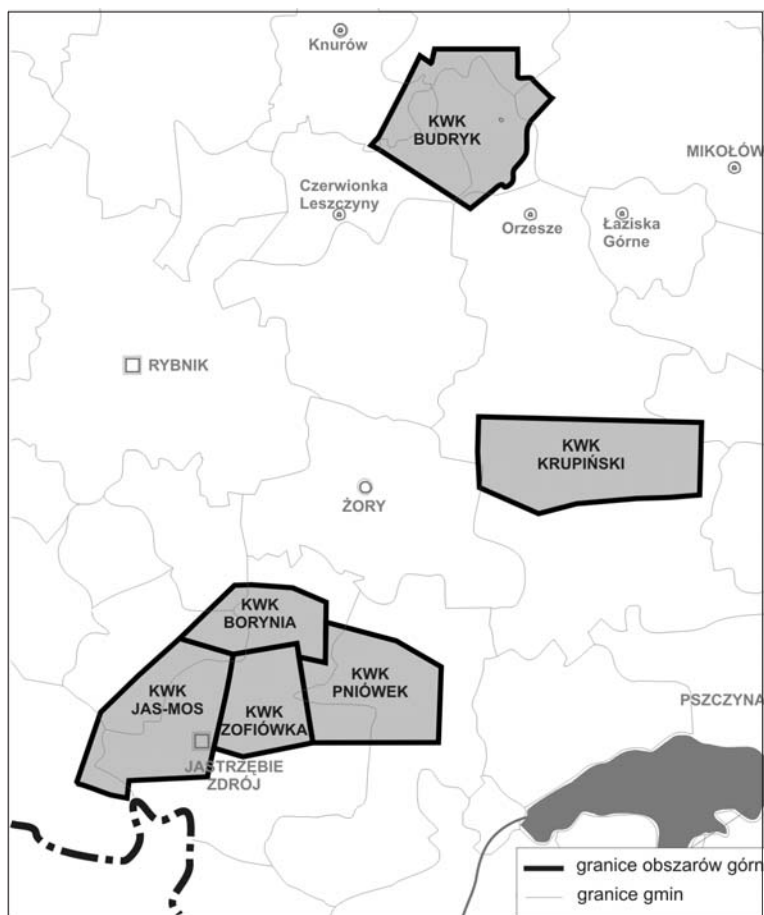 Knurów
KWK
BUDRYK
MIKOŁÓW
Czerwionka
Leszczyny
Orzesze
Łaziska
Górne
RYBNIK
KWK
KRUPIŃSKI
ŻORY
KWK
BORYNIA
KWK
PNIÓWEK
KWK
JAS-MOS
KWK
ZOFIÓWKA
PSZCZYNA
JASTRZĘBIE
ZDRÓJ
granice obszarów górn
granice gmin